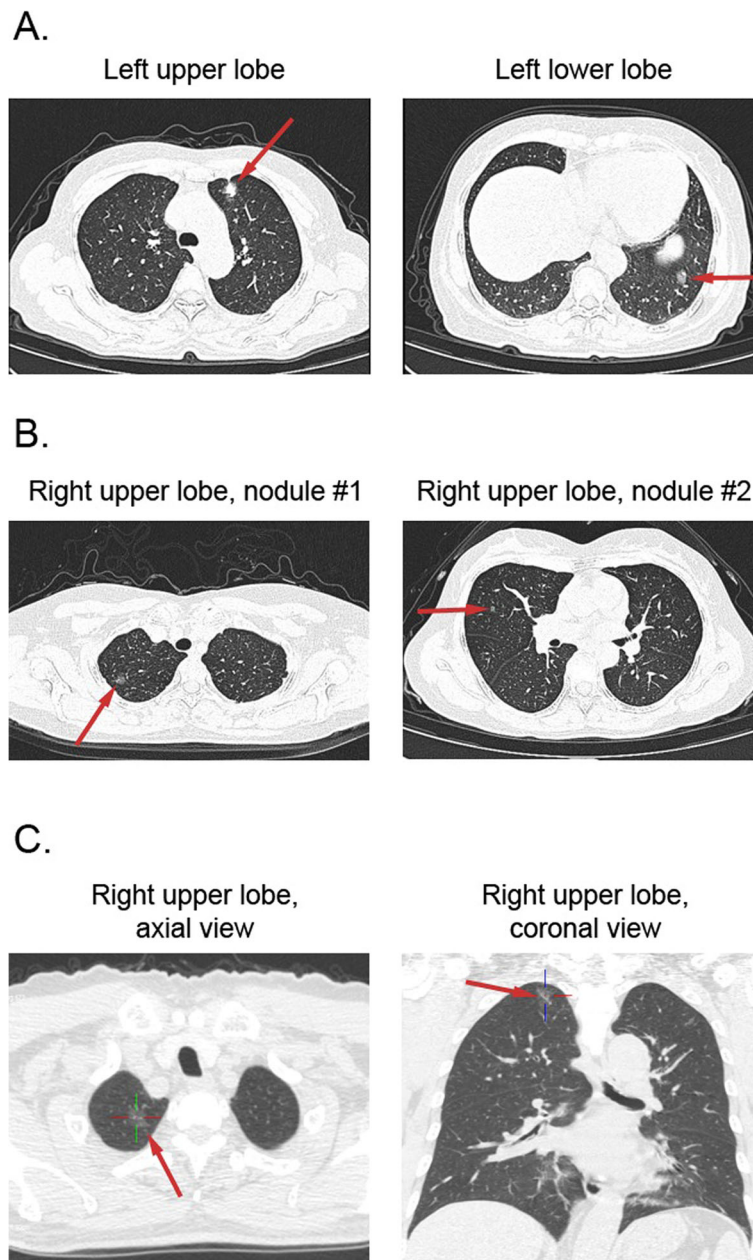 A.
Left upper lobe
Left lower lobe
B.
Right upper lobe, nodule #1
Right upper lobe, nodule #2
C.
Right upper lobe,
axial view
Right upper lobe,
coronal view